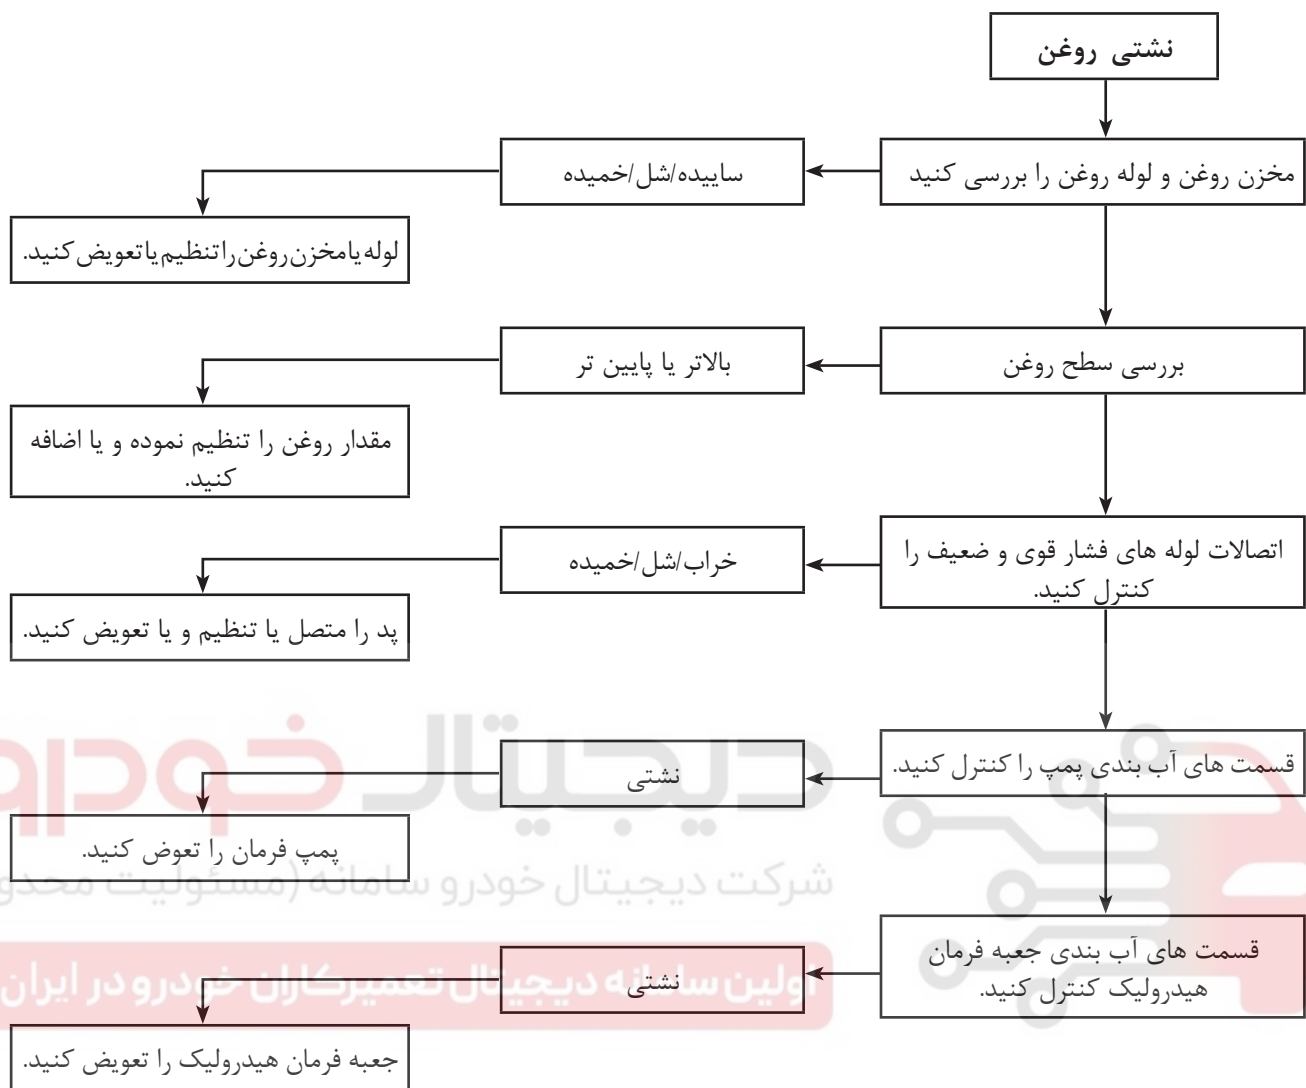 نشتی روغن
مخزن روغن و لوله روغن را بررسی کنید
ساییده/شل/خمیده
لوله یا مخزن روغن را تنظیم یا تعویض کنید.
بررسی سطح روغن
بالاتر یا پایین تر
مقدار روغن را تنظیم نموده و یا اضافه
کنید.
اتصالات لوله های فشار قوی و ضعیف را
کنترل کنید.
خراب/شل/خمیده
پد را متصل یا تنظیم و یا تعویض کنید.
قسمت های آب بندی پمپ را کنترل کنید.
نشتی
پمپ فرمان را تعوض کنید.
قسمت های آب بندی جعبه فرمان
هیدرولیک کنترل کنید.
نشتی
جعبه فرمان هیدرولیک را تعویض کنید.
دیجیتال خودرو
شرکت دیجیتال خودرو سامانه (مسئولیت
اولین سامانه دیجیتال تعمیرکاران خودرو در ایران